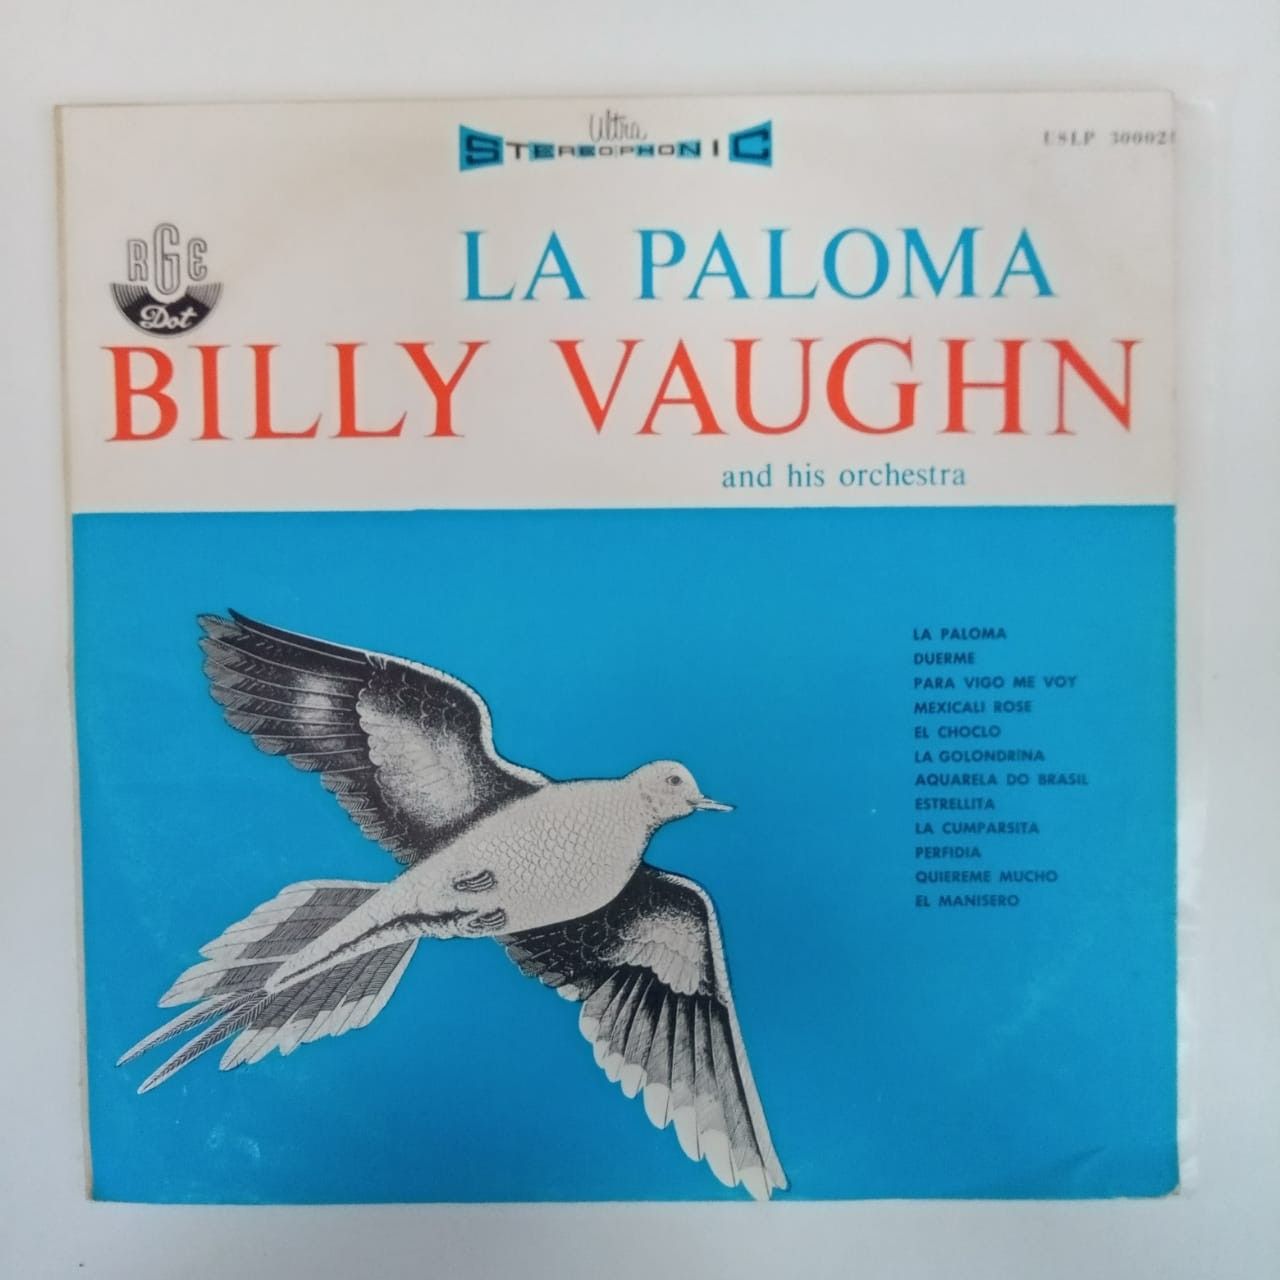 Ultra
STEREOPHONIC
RGE
Dot
LA PALOMA
BILLY VAUGHN
and his orchestra
LA PALOMA
DUERME
PARA VIGO ME VOY
MEXICALI ROSE
EL CHOCLO
LA GOLONDRINA
AQUARELA DO BRASIL
ESTRELLITA
LA CUMPARSITA
PERFIDIA
QUIEREME MUCHO
EL MANISERO